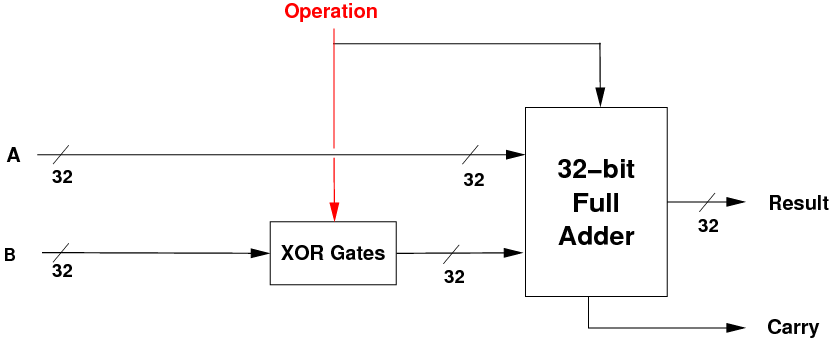 Operation
A
32
32
32-bit
Full
Adder
Result
32
B
32
XOR Gates
32
Carry